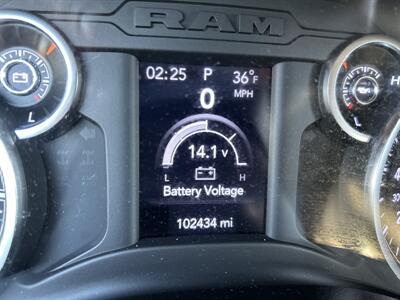 RAM
02:25 P 36°F
0 MPH
14.1 v
L H
Battery Voltage
102434 mi
H
L